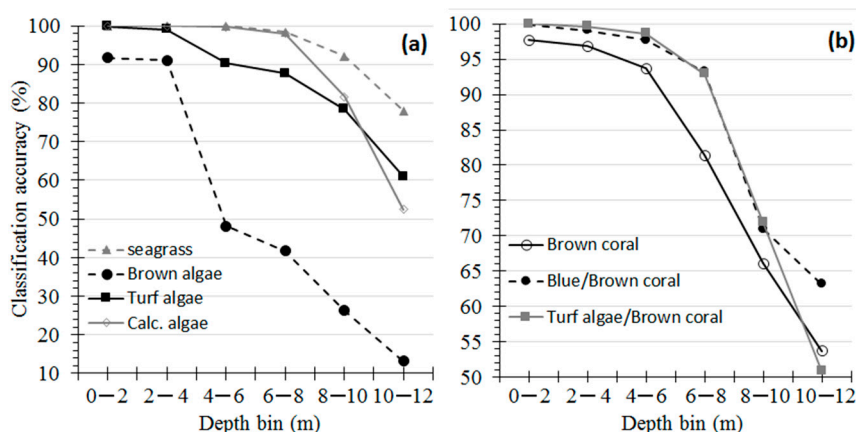 (a)
Classification accuracy (%)
100
90
80
70
60
50
40
30
20
10
seagrass
Brown algae
Turf algae
Calc. algae
0−2 2−4 4−6 6−8 8−10 10−12
Depth bin (m)
(b)
100
95
90
85
80
75
70
65
60
55
50
Brown coral
Blue/Brown coral
Turf algae/Brown coral
0−2 2−4 4−6 6−8 8−10 10−12
Depth bin (m)